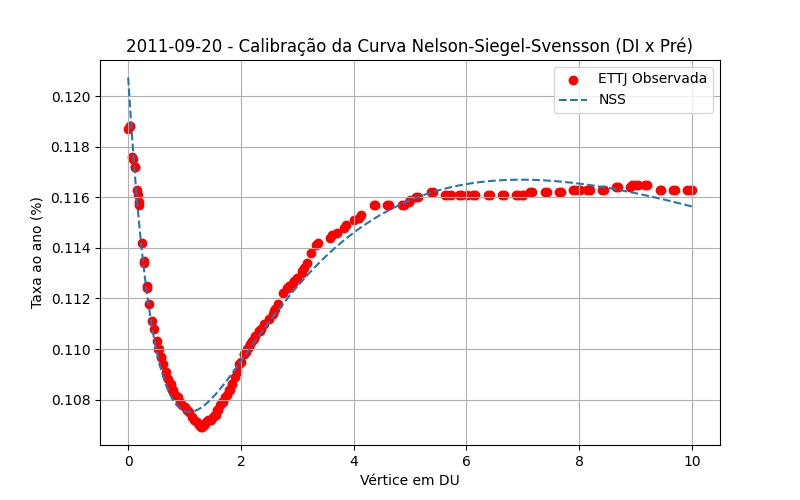 2011-09-20 - Calibração da Curva Nelson-Siegel-Svensson (DI x Pré)
ETTJ Observada
NSS
Taxa ao ano (%)
0.120
0.118
0.116
0.114
0.112
0.110
0.108
0 2 4 6 8 10
Vértice em DU